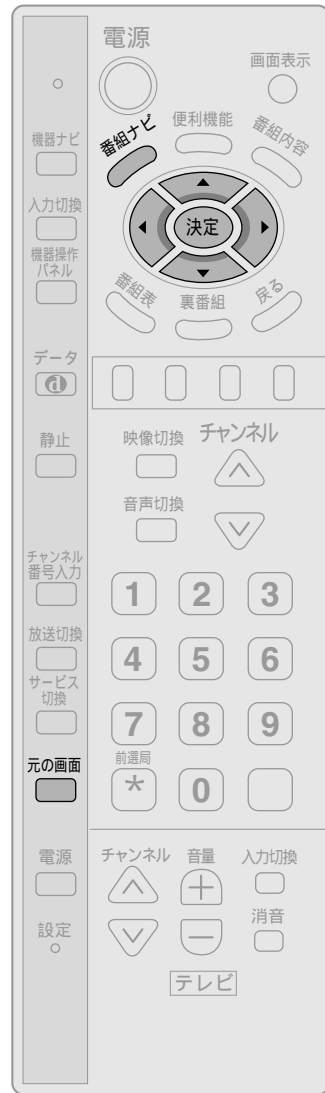 電源
画面表示
機器ナビ
番組ナビ
便利機能
番組内容
入力切換
決定
機器操作
パネル
番組表
裏番組
戻る
データ
d
静止
映像切換
チャンネル
音声切換
チャンネル
番号入力
1 2 3
放送切換
4 5 6
サービス
切換
7 8 9
元の画面
前選局
* 0
電源
チャンネル
音量
入力切換
設定
消音
テレビ